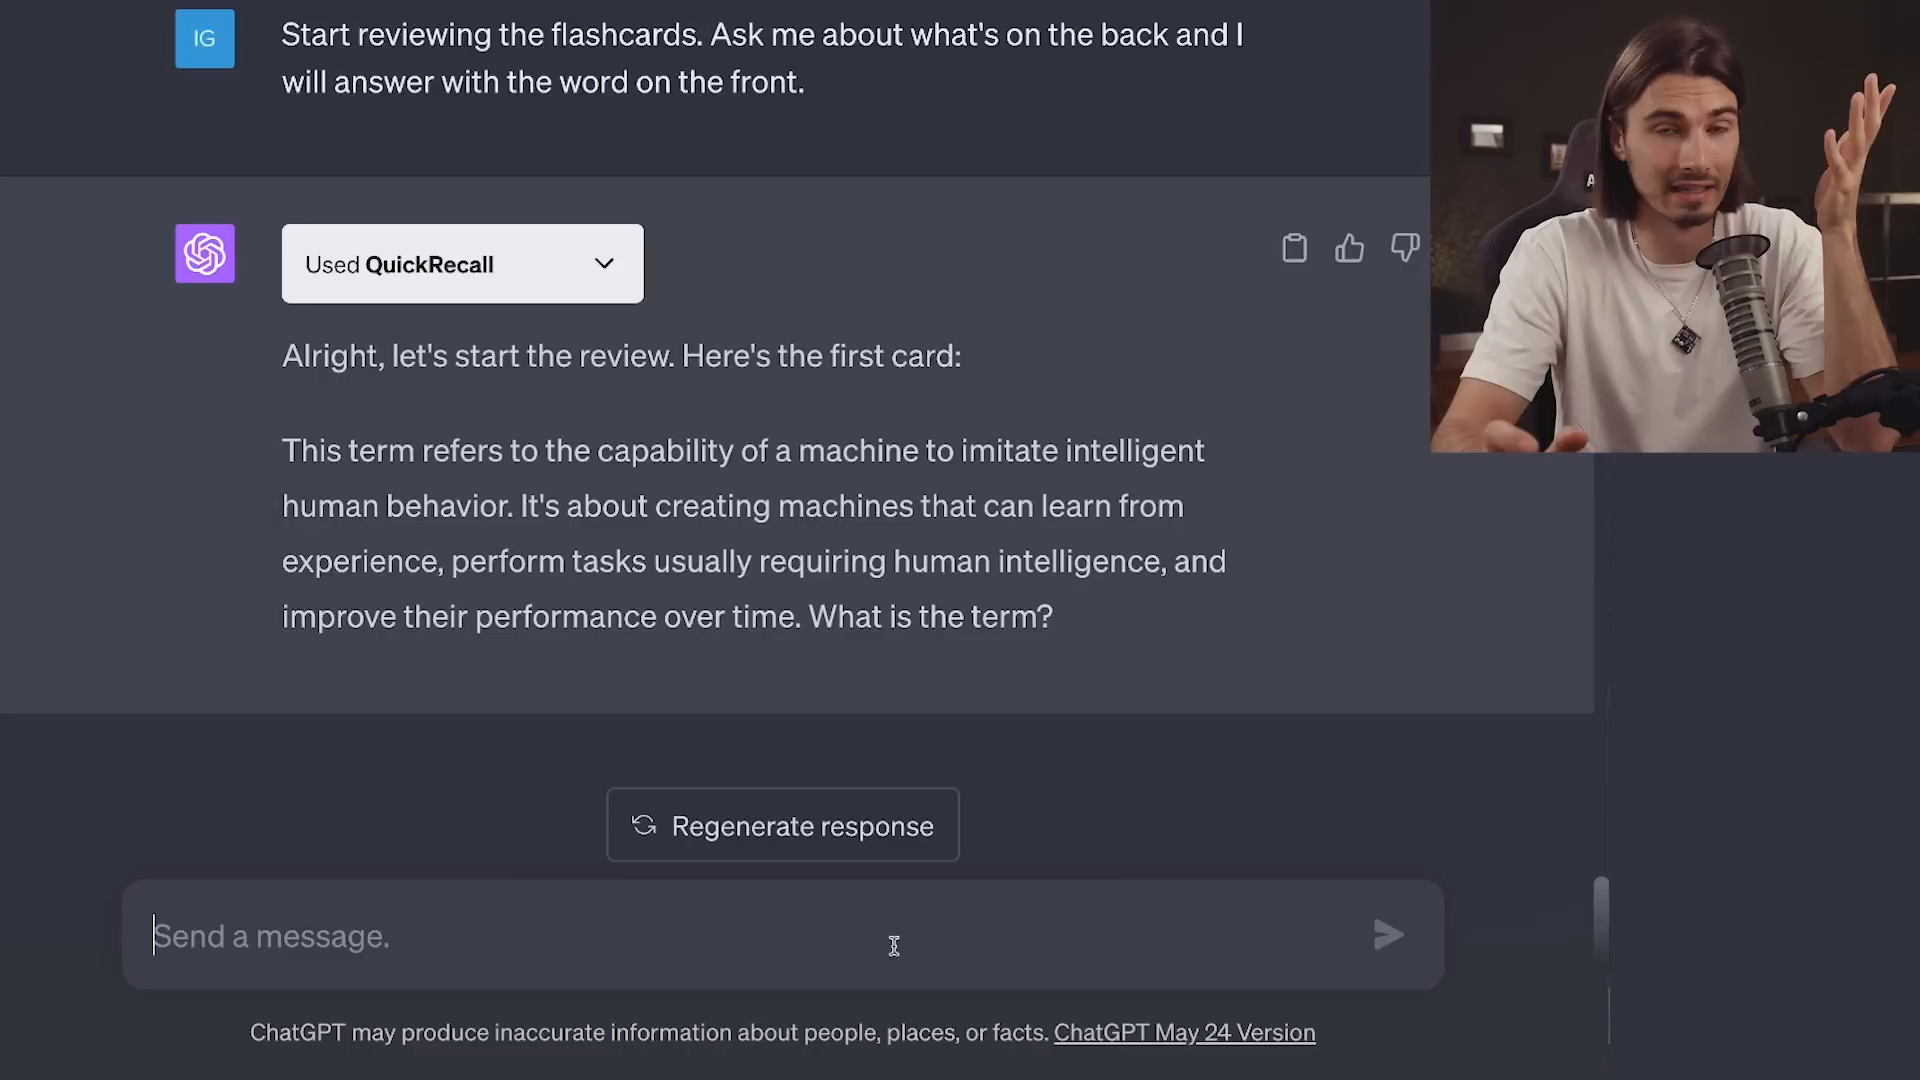 IG
Start reviewing the flashcards. Ask me about what's on the back and I
will answer with the word on the front.
Used QuickRecall
Alright, let's start the review. Here's the first card:
This term refers to the capability of a machine to imitate intelligent
human behavior. It's about creating machines that can learn from
experience, perform tasks usually requiring human intelligence, and
improve their performance over time. What is the term?
Regenerate response
Send a message.
ChatGPT may produce inaccurate information about people, places, or facts. ChatGPT May 24 Version